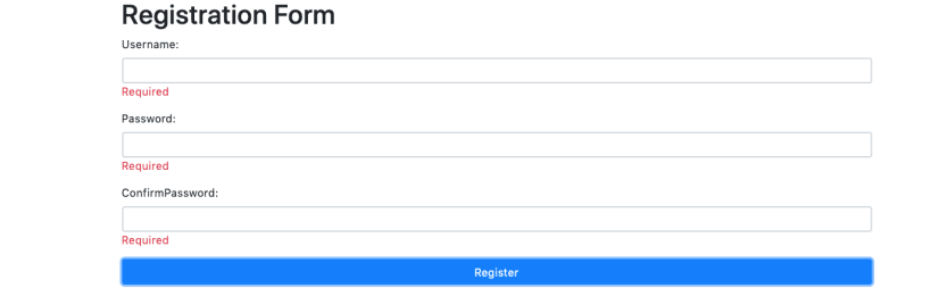 Registration Form
Username:
Required
Password:
Required
ConfirmPassword:
Required
Register